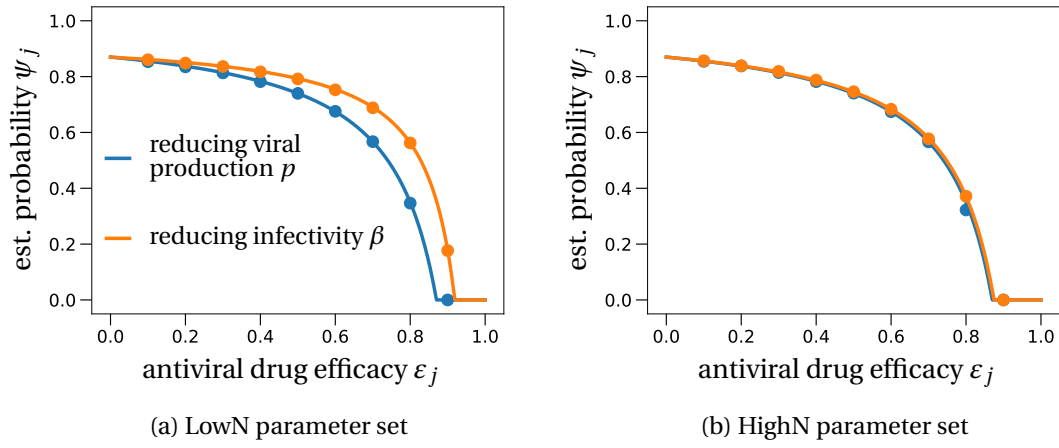 1.0
0.8
0.6
0.4
0.2
0.0
est. probability ψ_j
reducing viral
production p
reducing infectivity β
0.0 0.2 0.4 0.6 0.8 1.0
antiviral drug efficacy ε_j
(a) LowN parameter set
1.0
0.8
0.6
0.4
0.2
0.0
est. probability ψ_j
0.0 0.2 0.4 0.6 0.8 1.0
antiviral drug efficacy ε_j
(b) HighN parameter set